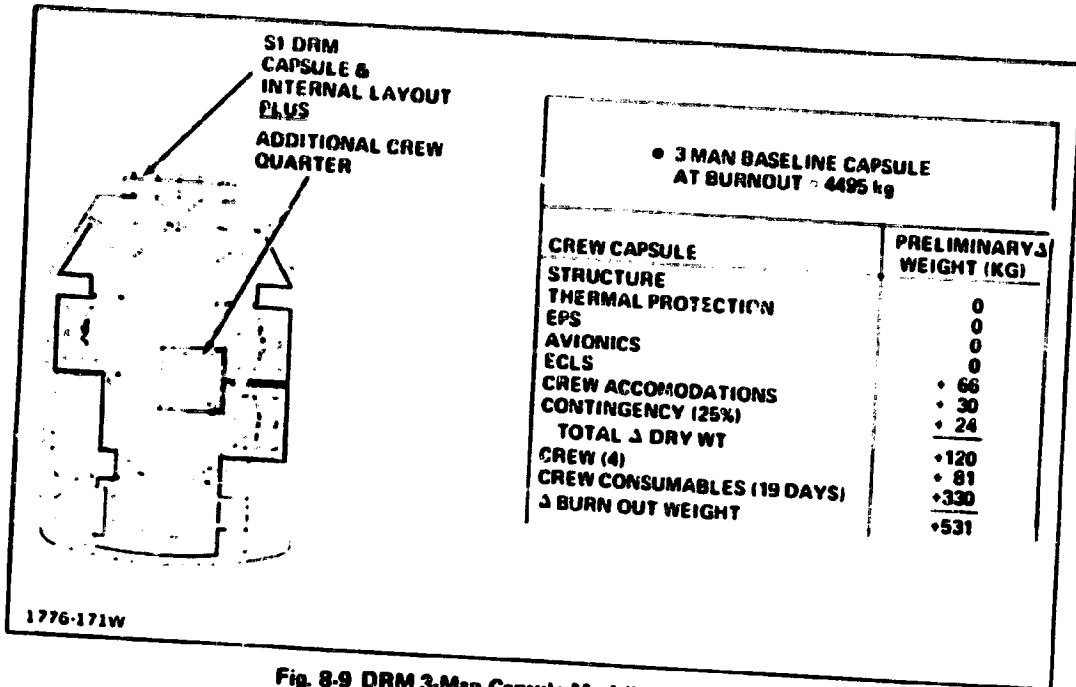 S1 DRM
CAPSULE &
INTERNAL LAYOUT
PLUS
ADDITIONAL CREW
QUARTER
• 3 MAN BASELINE CAPSULE
AT BURNOUT = 4495 kg
CREW CAPSULE PRELIMINARY Δ
WEIGHT (KG)
STRUCTURE 0
THERMAL PROTECTION 0
EPS 0
AVIONICS 0
ECLS + 66
CREW ACCOMODATIONS + 30
CONTINGENCY (25%) + 24
TOTAL Δ DRY WT +120
CREW (4) + 81
CREW CONSUMABLES (19 DAYS) +330
Δ BURN OUT WEIGHT +531
1776-171W
Fig. 8-9 DRM 3-Man Capsule